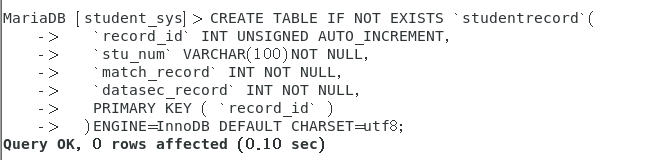 MariaDB [student_sys]> CREATE TABLE IF NOT EXISTS `studentrecord`(
-> `record_id` INT UNSIGNED AUTO_INCREMENT,
-> `stu_num` VARCHAR(100)NOT NULL,
-> `match_record` INT NOT NULL,
-> `datasec_record` INT NOT NULL,
-> PRIMARY KEY ( `record_id` )
-> )ENGINE=InnoDB DEFAULT CHARSET=utf8;
Query OK, 0 rows affected (0.10 sec)